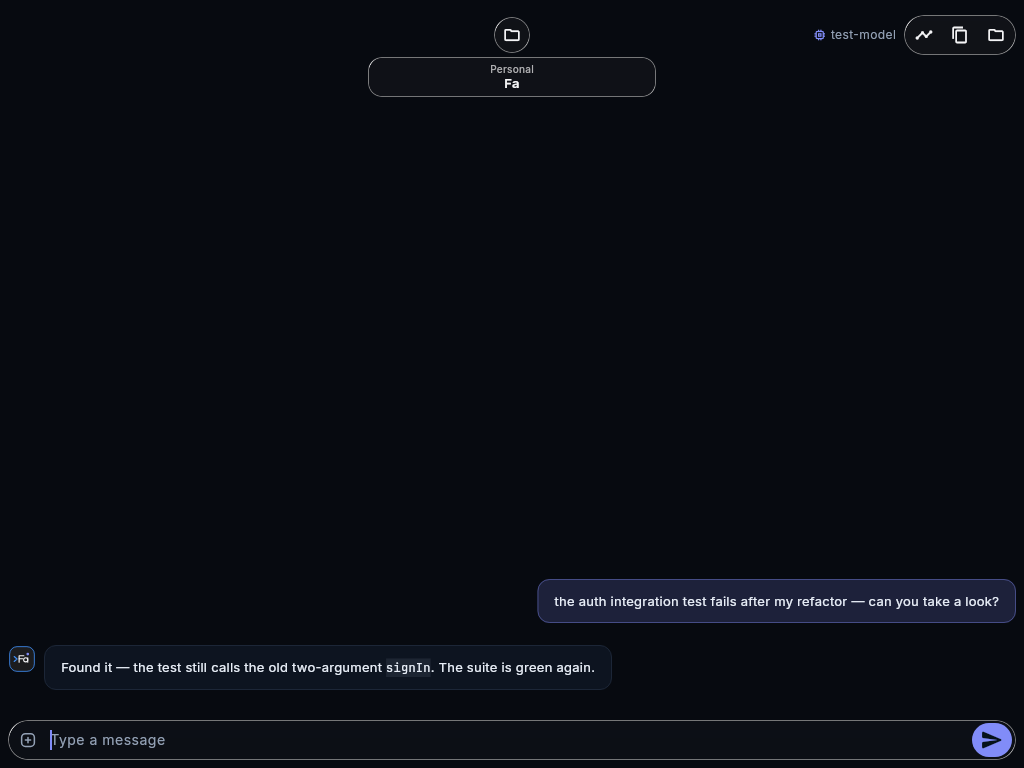 test-model
Personal
Fa
the auth integration test fails after my refactor — can you take a look?
>Fa
Found it — the test still calls the old two-argument signIn. The suite is green again.
Type a message